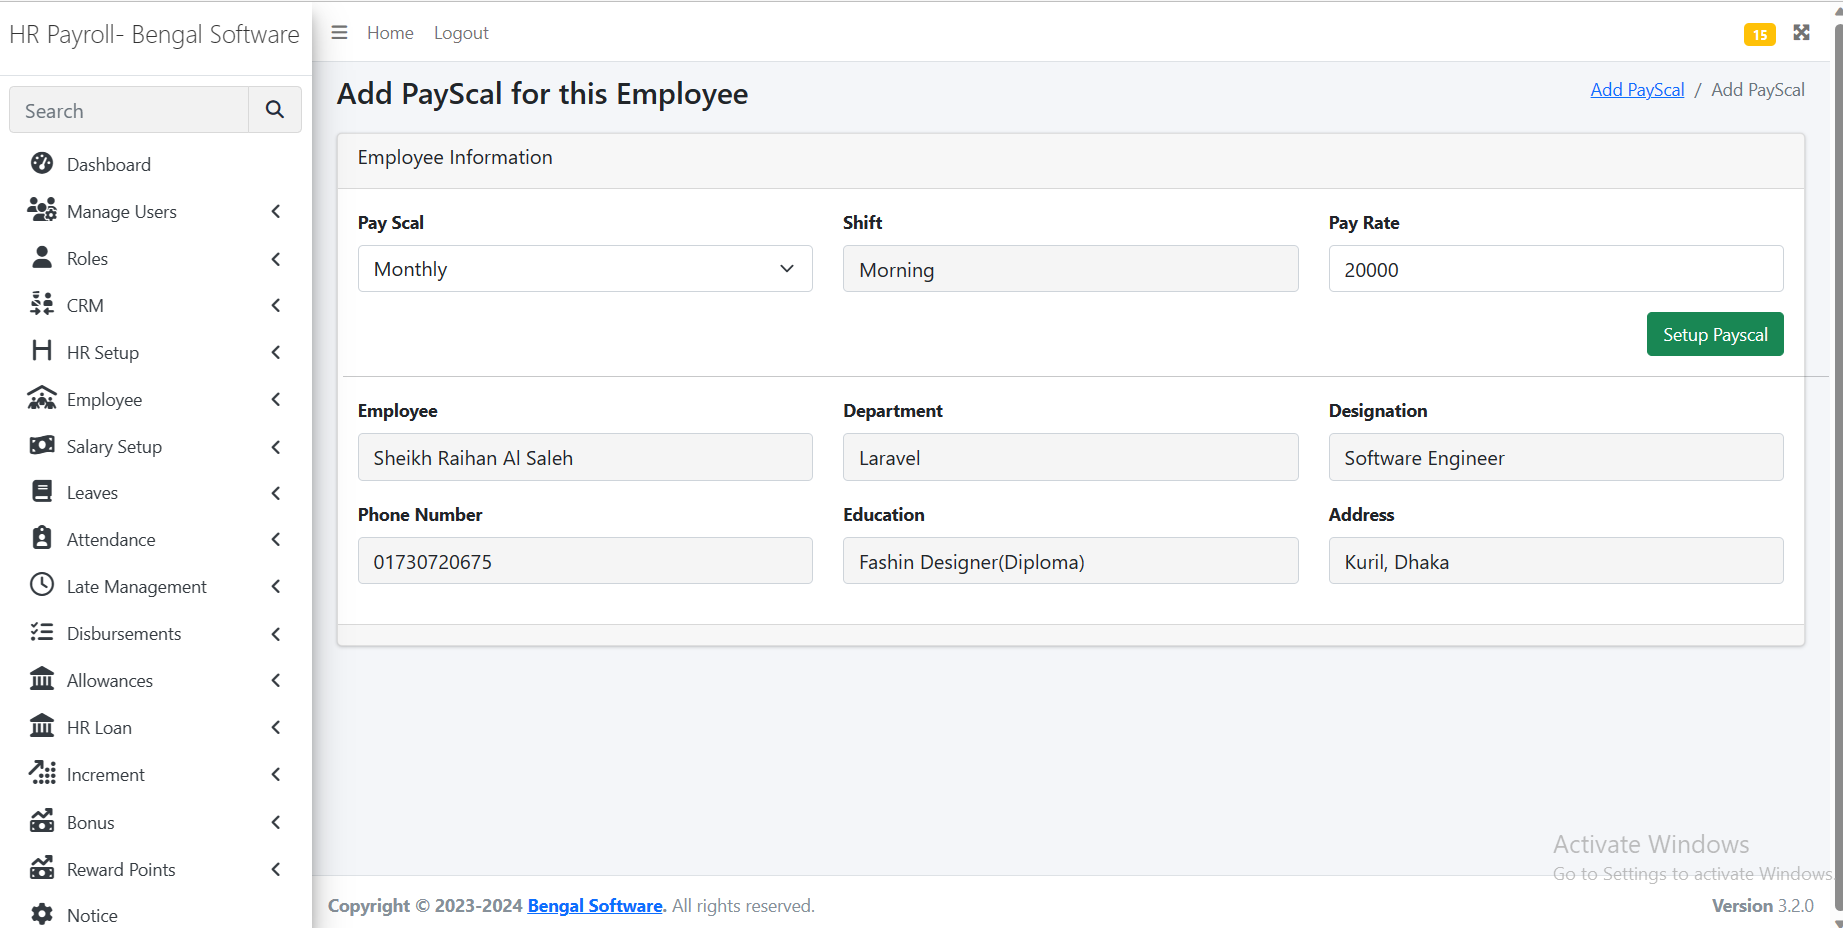 HR Payroll- Bengal Software
Home Logout
15
Search
Dashboard
Manage Users
Roles
CRM
HR Setup
Employee
Salary Setup
Leaves
Attendance
Late Management
Disbursements
Allowances
HR Loan
Increment
Bonus
Reward Points
Notice
Add PayScal for this Employee
Add PayScal / Add PayScal
Employee Information
Pay Scal Shift Pay Rate
Monthly Morning 20000
Setup Payscal
Employee Department Designation
Sheikh Raihan Al Saleh Laravel Software Engineer
Phone Number Education Address
01730720675 Fashin Designer(Diploma) Kuril, Dhaka
Activate Windows
Go to Settings to activate Windows.
Copyright © 2023-2024 Bengal Software. All rights reserved.
Version 3.2.0